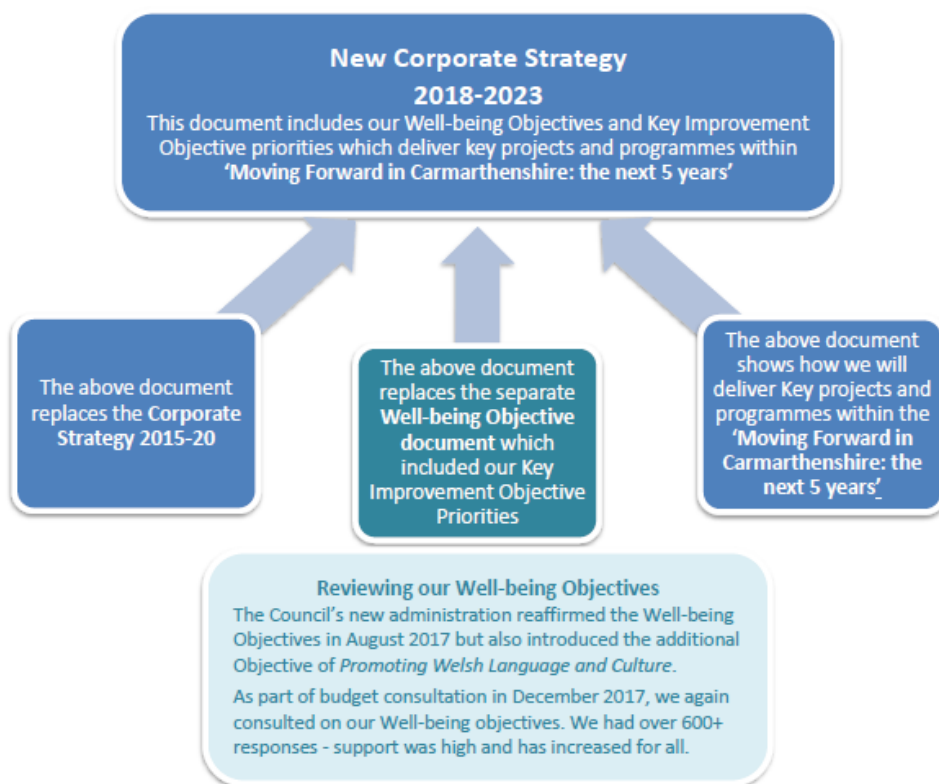 New Corporate Strategy
2018-2023
This document includes our Well-being Objectives and Key Improvement
Objective priorities which deliver key projects and programmes within
‘Moving Forward in Carmarthenshire: the next 5 years’
The above document
replaces the Corporate
Strategy 2015-20
The above document
replaces the separate
Well-being Objective
document which
included our Key
Improvement Objective
Priorities
The above document
shows how we will
deliver Key projects and
programmes within the
‘Moving Forward in
Carmarthenshire: the
next 5 years’
Reviewing our Well-being Objectives
The Council’s new administration reaffirmed the Well-being
Objectives in August 2017 but also introduced the additional
Objective of Promoting Welsh Language and Culture.
As part of budget consultation in December 2017, we again
consulted on our Well-being objectives. We had over 600+
responses - support was high and has increased for all.